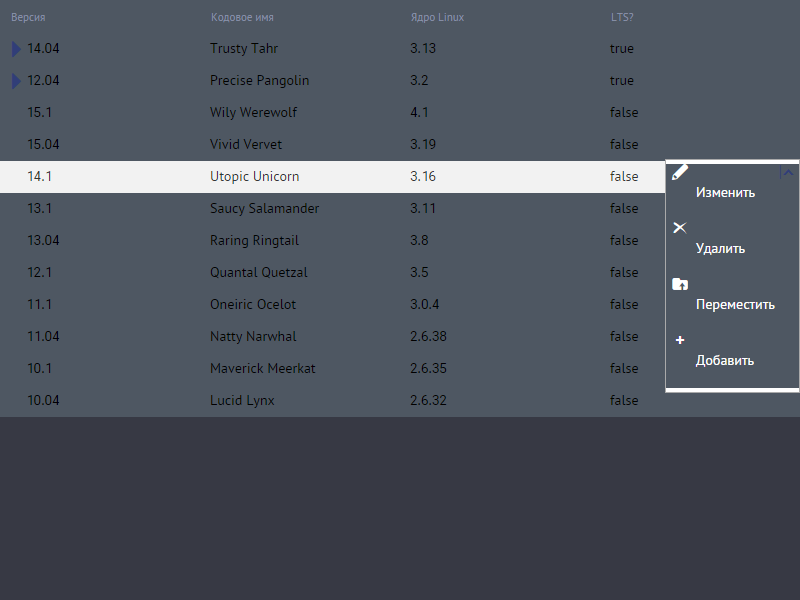 Версия Кодовое имя Ядро Linux LTS?
14.04 Trusty Tahr 3.13 true
12.04 Precise Pangolin 3.2 true
15.1 Wily Werewolf 4.1 false
15.04 Vivid Vervet 3.19 false
14.1 Utopic Unicorn 3.16 false
13.1 Saucy Salamander 3.11 false
13.04 Raring Ringtail 3.8 false
12.1 Quantal Quetzal 3.5 false
11.1 Oneiric Ocelot 3.0.4 false
11.04 Natty Narwhal 2.6.38 false
10.1 Maverick Meerkat 2.6.35 false
10.04 Lucid Lynx 2.6.32 false
Изменить
Удалить
Переместить
Добавить